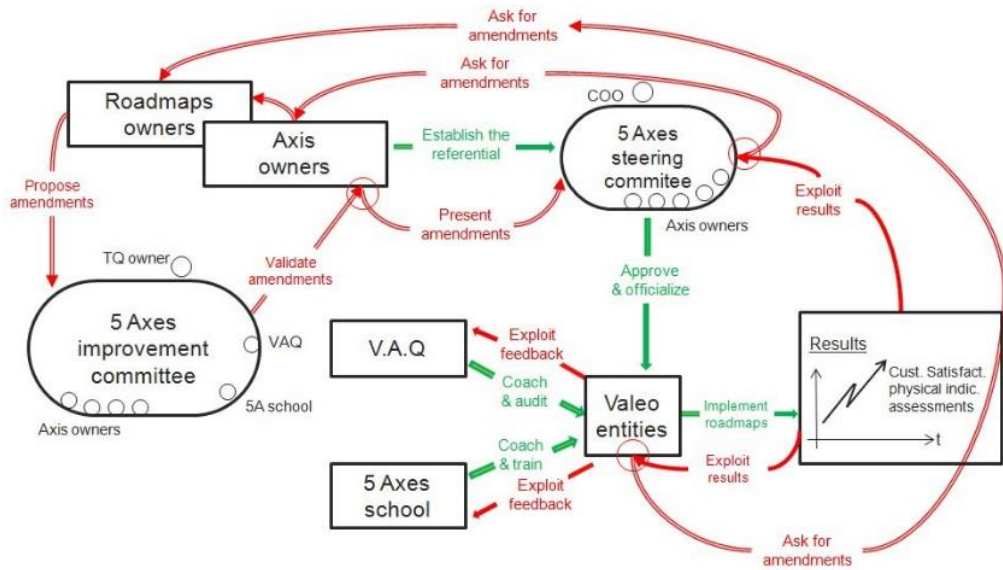 Ask for
amendments
Ask for
amendments
COO
Roadmaps
owners
Axis
owners
Establish the
referential
5 Axes
steering
commitee
Exploit
results
Propose
amendments
Present
amendments
Axis owners
TQ owner
Validate
amendments
Approve
& officialize
5 Axes
improvement
committee
VAQ
5A school
Axis owners
V.A.Q
Exploit
feedback
Coach
& audit
Valeo
entities
Implement
roadmaps
Results
Cust. Satisfact.
physical indic.
assessments
t
Coach
& train
Exploit
feedback
Exploit
results
5 Axes
school
Ask for
amendments